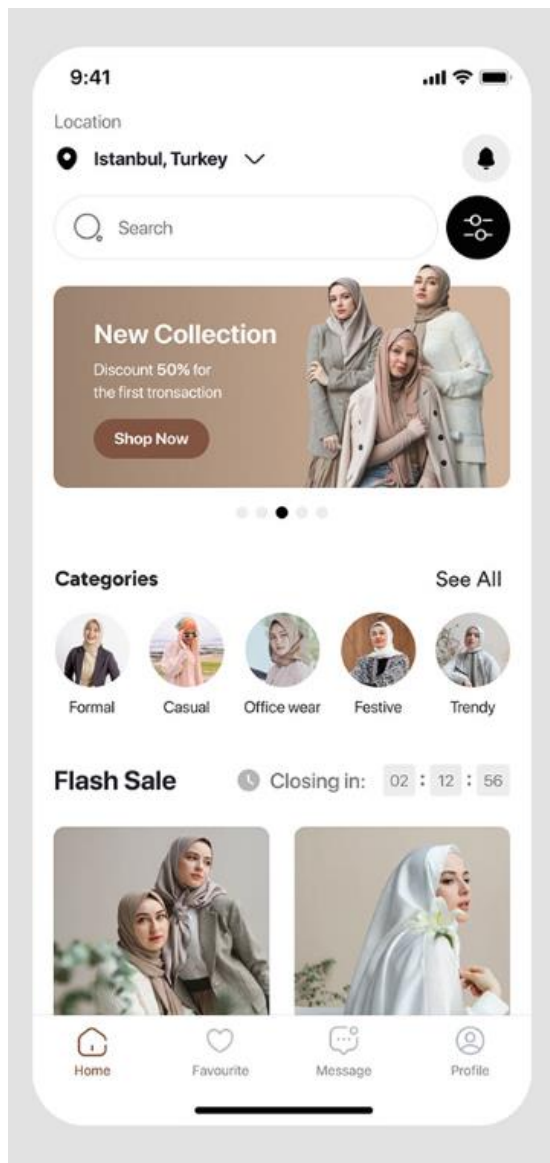 9:41
Location
Istanbul, Turkey
Search
New Collection
Discount 50% for
the first tronsaction
Shop Now
Categories
See All
Formal
Casual
Office wear
Festive
Trendy
Flash Sale
Closing in:
02 : 12 : 56
Home
Favourite
Message
Profile